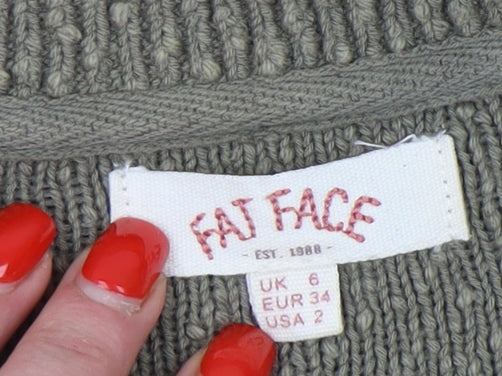 FAT FACE
- EST. 1988 -
UK 6
EUR 34
USA 2